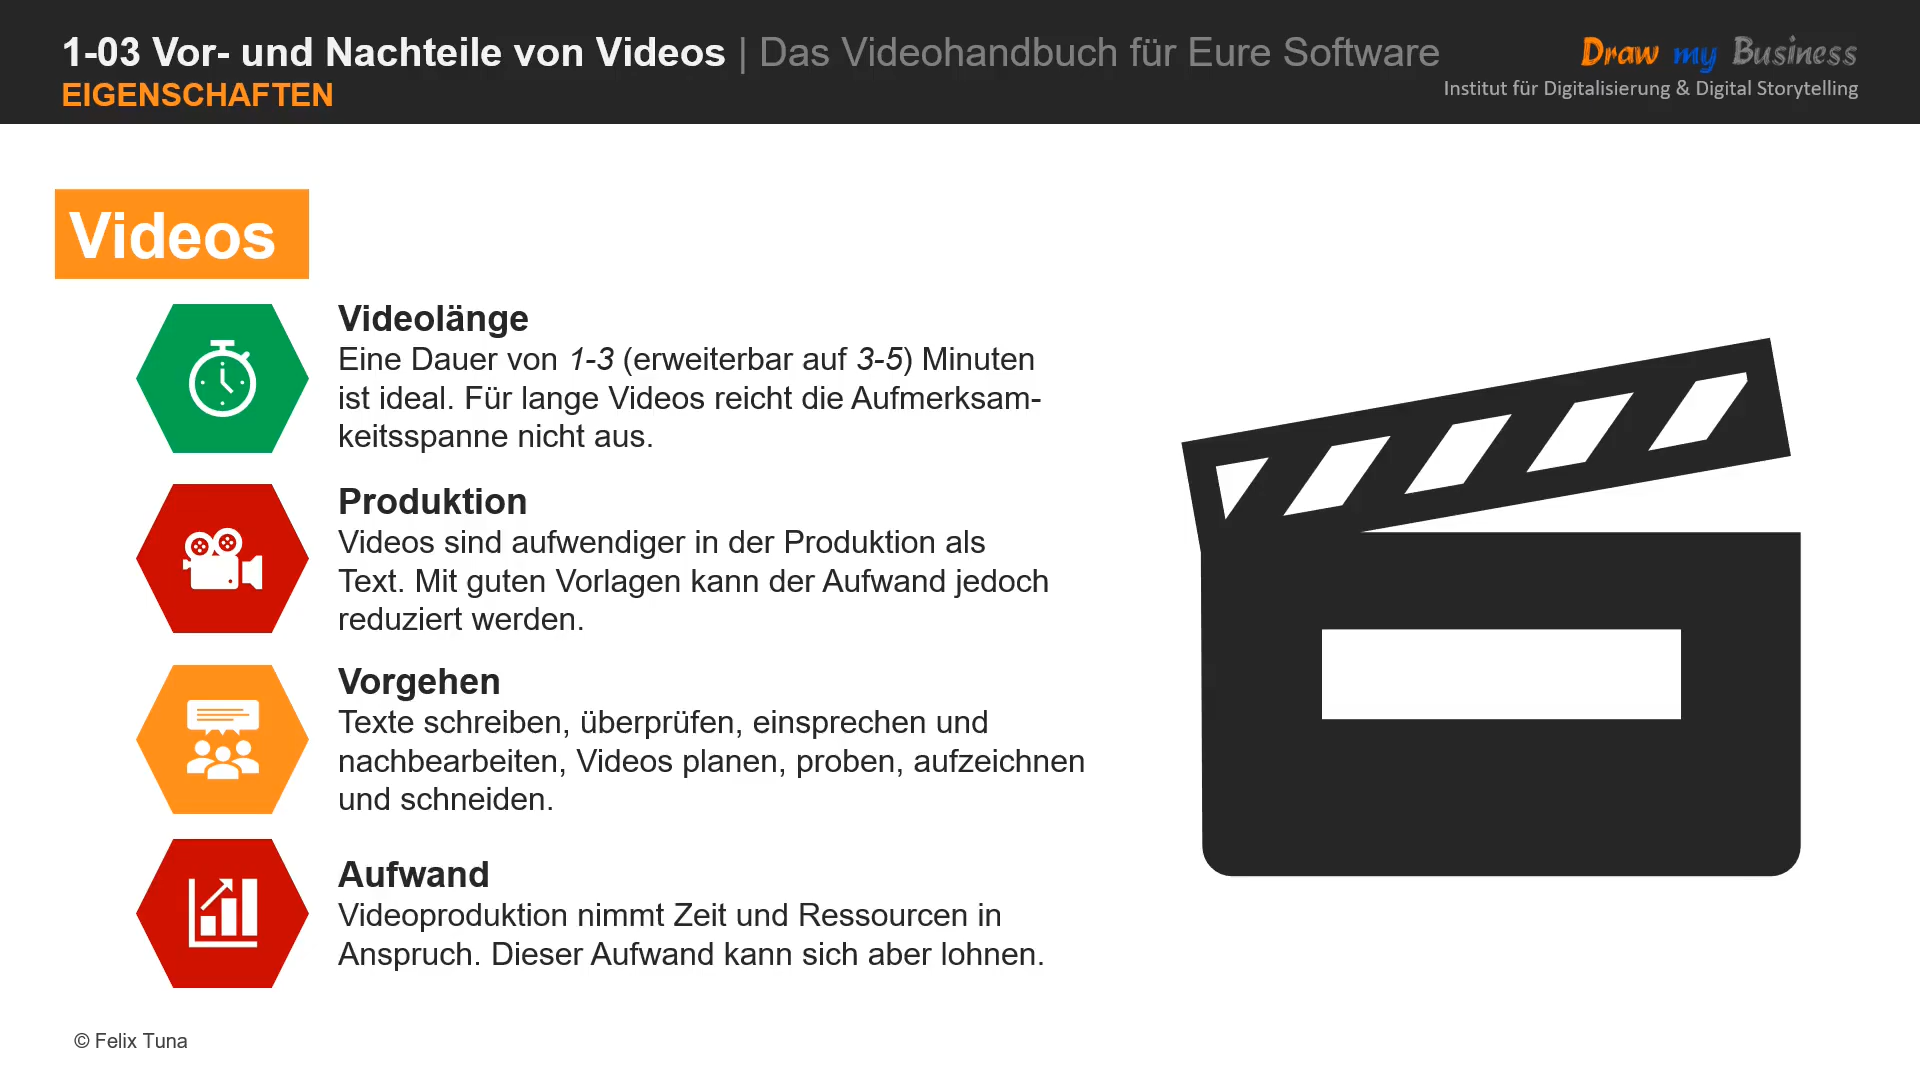 1-03 Vor- und Nachteile von Videos | Das Videohandbuch für Eure Software
EIGENSCHAFTEN
Draw my Business
Institut für Digitalisierung & Digital Storytelling
Videos
Videolänge
Eine Dauer von 1-3 (erweiterbar auf 3-5) Minuten
ist ideal. Für lange Videos reicht die Aufmerksam-
keitsspanne nicht aus.
Produktion
Videos sind aufwendiger in der Produktion als
Text. Mit guten Vorlagen kann der Aufwand jedoch
reduziert werden.
Vorgehen
Texte schreiben, überprüfen, einsprechen und
nachbearbeiten, Videos planen, proben, aufzeichnen
und schneiden.
Aufwand
Videoproduktion nimmt Zeit und Ressourcen in
Anspruch. Dieser Aufwand kann sich aber lohnen.
© Felix Tuna